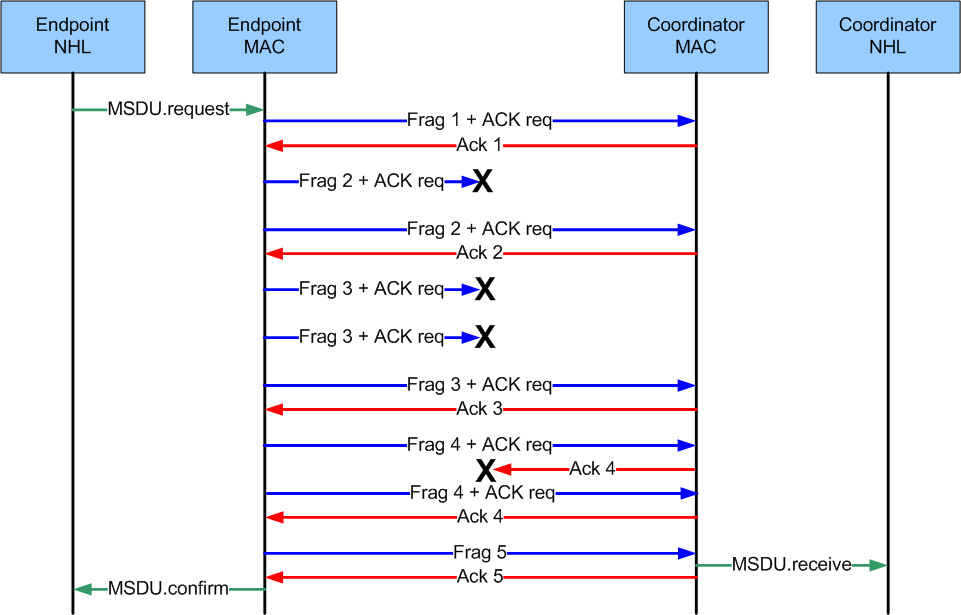 Endpoint
NHL
Endpoint
MAC
Coordinator
MAC
Coordinator
NHL
MSDU.request
Frag 1 + ACK req
Ack 1
Frag 2 + ACK req
X
Frag 2 + ACK req
Ack 2
Frag 3 + ACK req
X
Frag 3 + ACK req
X
Frag 3 + ACK req
Ack 3
Frag 4 + ACK req
X
Ack 4
Frag 4 + ACK req
Ack 4
Frag 5
MSDU.receive
Ack 5
MSDU.confirm